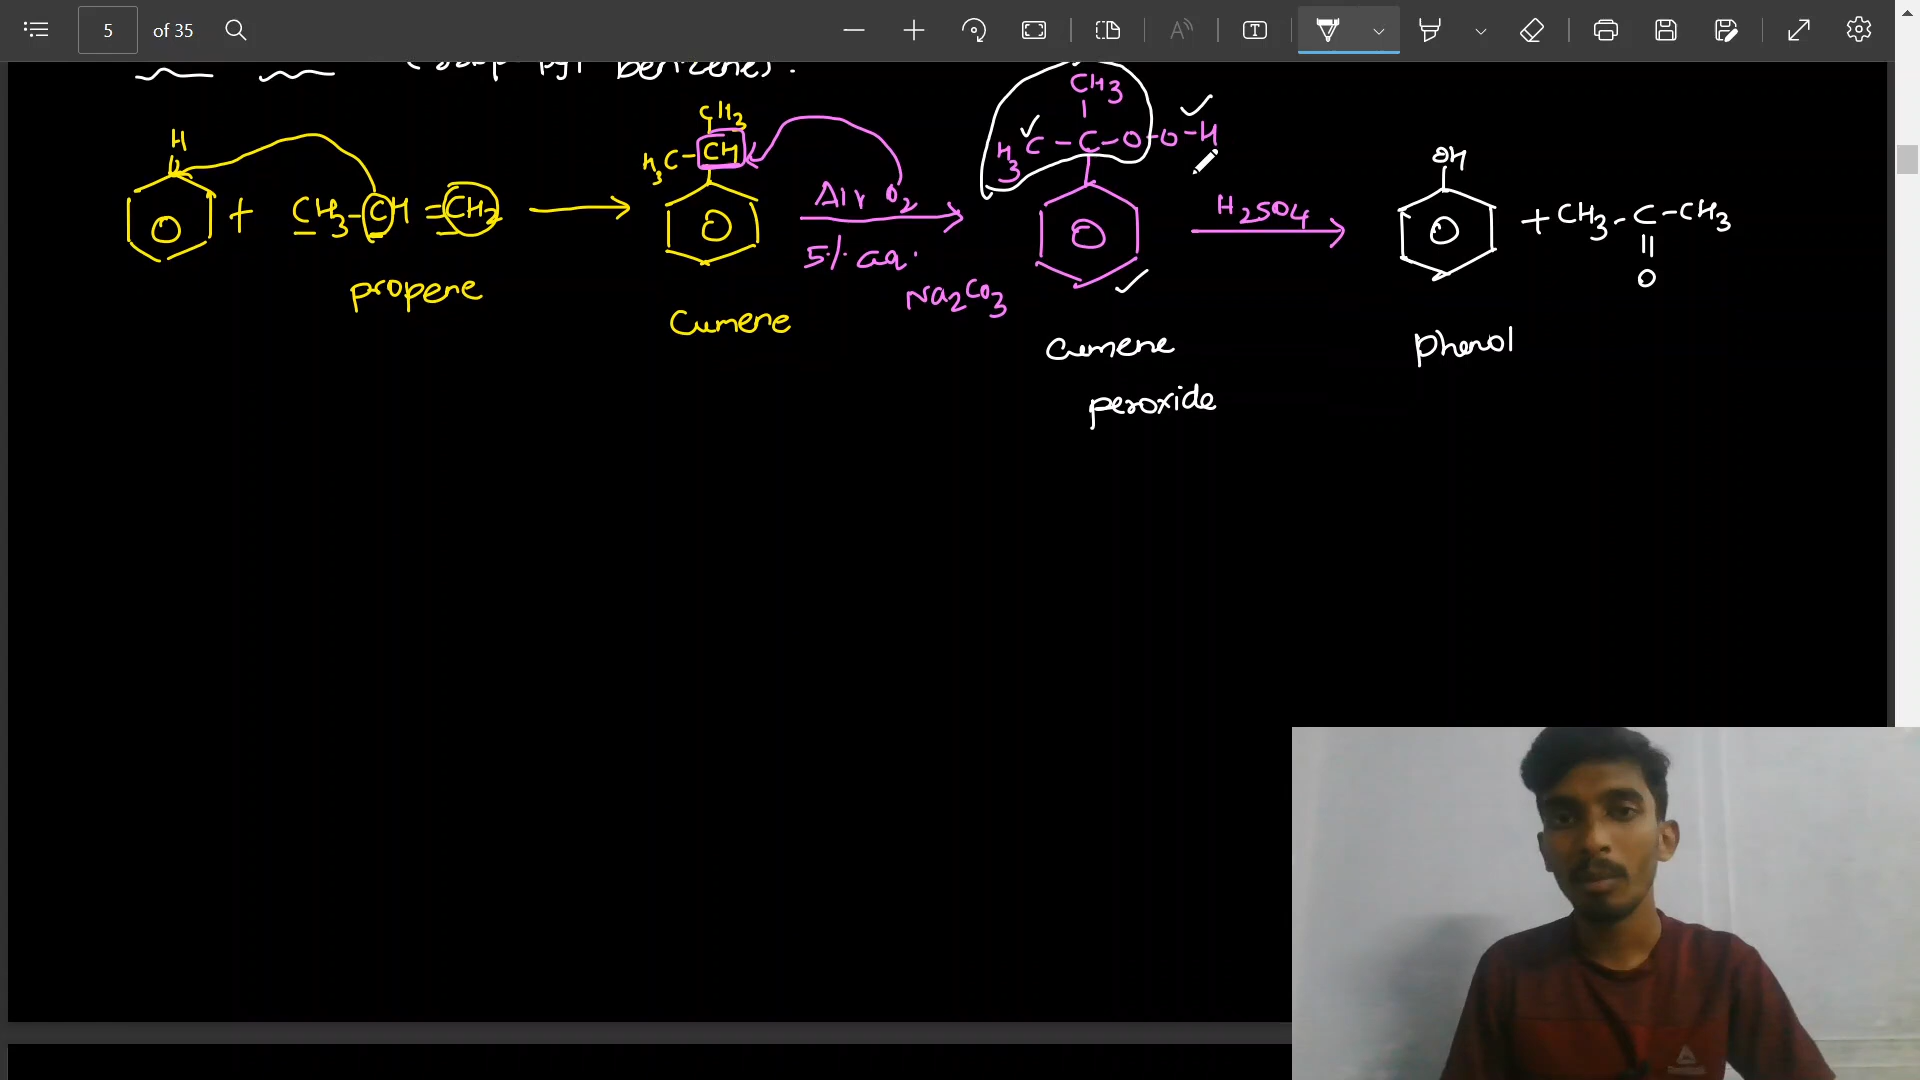 5 of 35
benzene) .
H
CH3 - CH = CH2
+
propene
CH3
H3C - CH
Cumene
Air O2
5% aq.
Na2CO3
CH3
H3C - C - O - O - H
cumene
peroxide
H2SO4
OH
phenol
+ CH3 - C - CH3
O